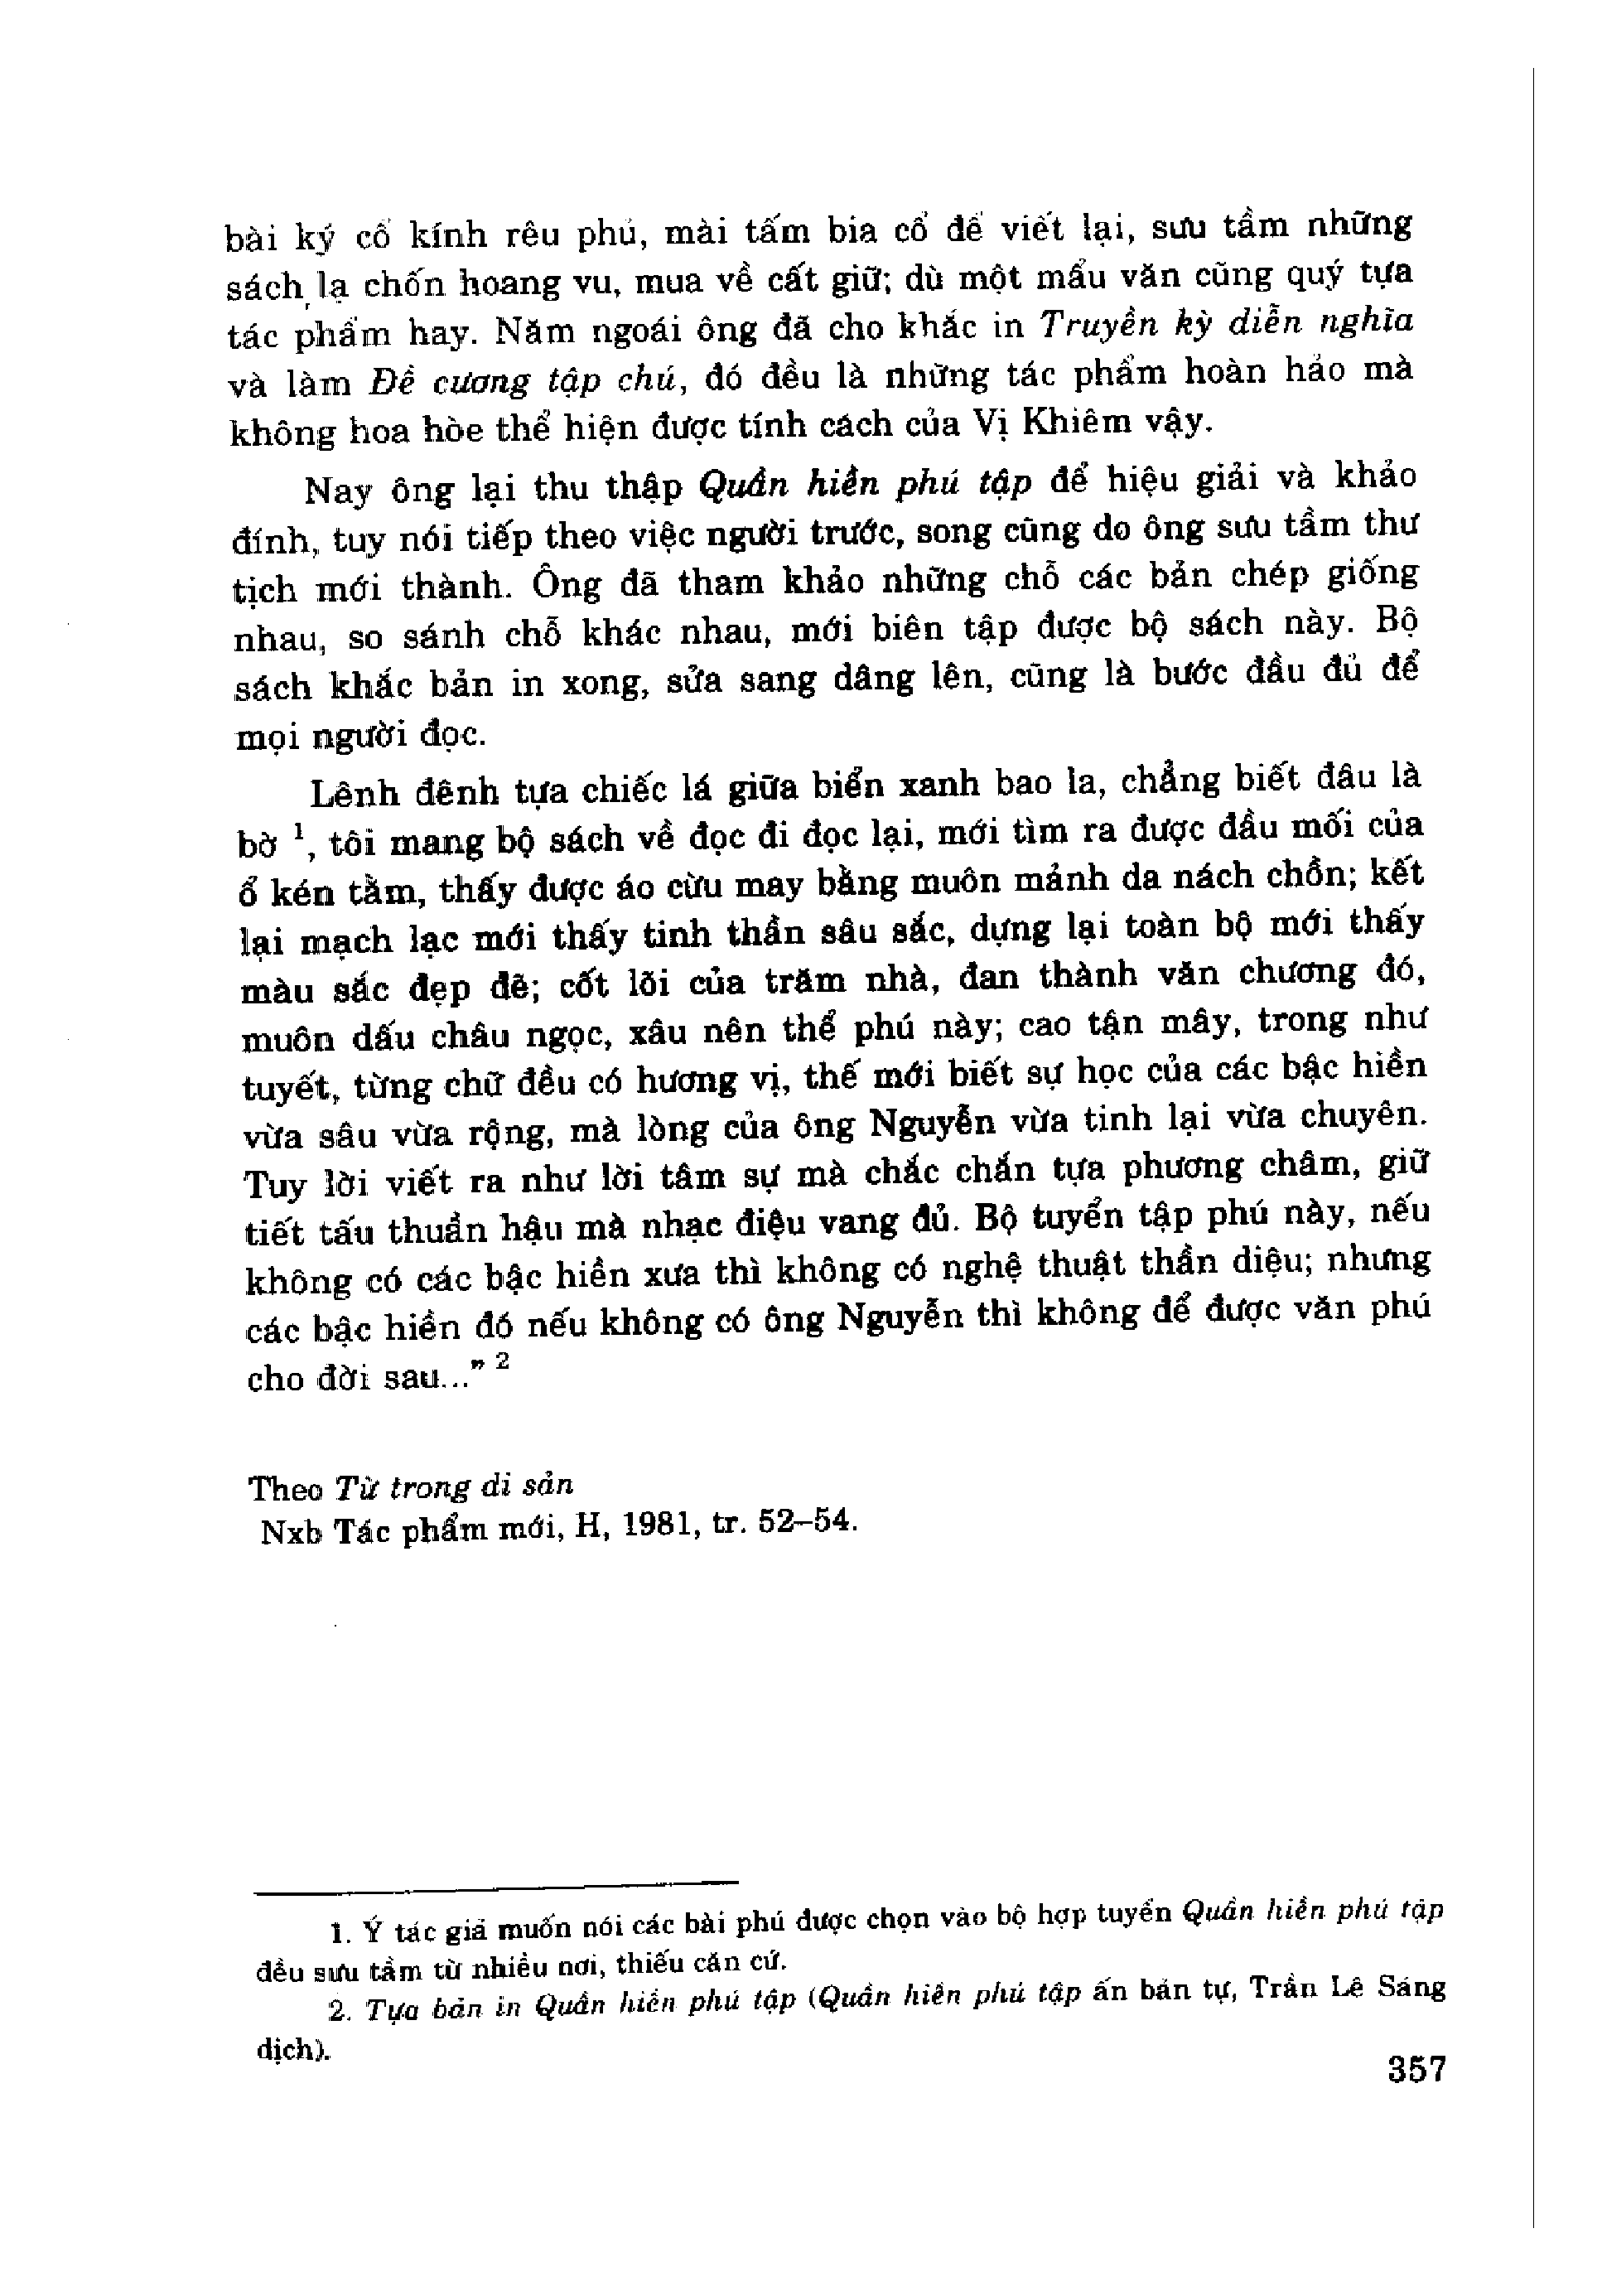 bài ký cổ kính rêu phủ, mài tấm bia cổ để viết lại, sưu tầm những
sách lạ chốn hoang vu, mua về cất giữ; dù một mẩu văn cũng quý tựa
tác phẩm hay. Năm ngoái ông đã cho khắc in Truyền kỳ diễn nghĩa
và làm Đề cương tập chú, đó đều là những tác phẩm hoàn hảo mà
không hoa hòe thể hiện được tính cách của Vị Khiêm vậy.
Nay ông lại thu thập Quần hiền phú tập để hiệu giải và khảo
đính, tuy nói tiếp theo việc người trước, song cũng do ông sưu tầm thư
tịch mới thành. Ông đã tham khảo những chỗ các bản chép giống
nhau, so sánh chỗ khác nhau, mới biên tập được bộ sách này. Bộ
sách khắc bản in xong, sửa sang dâng lên, cũng là bước đầu đủ để
mọi người đọc.
Lênh đênh tựa chiếc lá giữa biển xanh bao la, chẳng biết đâu là
bờ ¹, tôi mang bộ sách về đọc đi đọc lại, mới tìm ra được đầu mối của
ổ kén tằm, thấy được áo cừu may bằng muôn mảnh da nách chồn; kết
lại mạch lạc mới thấy tinh thần sâu sắc, dựng lại toàn bộ mới thấy
màu sắc đẹp đẽ; cốt lõi của trăm nhà, đan thành văn chương đó,
muôn dấu châu ngọc, xâu nên thể phú này; cao tận mây, trong như
tuyết, từng chữ đều có hương vị, thế mới biết sự học của các bậc hiền
vừa sâu vừa rộng, mà lòng của ông Nguyễn vừa tinh lại vừa chuyên.
Tuy lời viết ra như lời tâm sự mà chắc chắn tựa phương châm, giữ
tiết tấu thuần hậu mà nhạc điệu vang đủ. Bộ tuyển tập phú này, nếu
không có các bậc hiền xưa thì không có nghệ thuật thần diệu; nhưng
các bậc hiền đó nếu không có ông Nguyễn thì không để được văn phú
cho đời sau...” ²
Theo Từ trong di sản
Nxb Tác phẩm mới, H, 1981, tr. 52–54.
1. Ý tác giả muốn nói các bài phú được chọn vào bộ hợp tuyển Quần hiền phú tập
đều sưu tầm từ nhiều nơi, thiếu căn cứ.
2. Tựa bản in Quần hiền phú tập (Quần hiền phú tập ấn bản tự, Trần Lê Sáng
dịch).
357